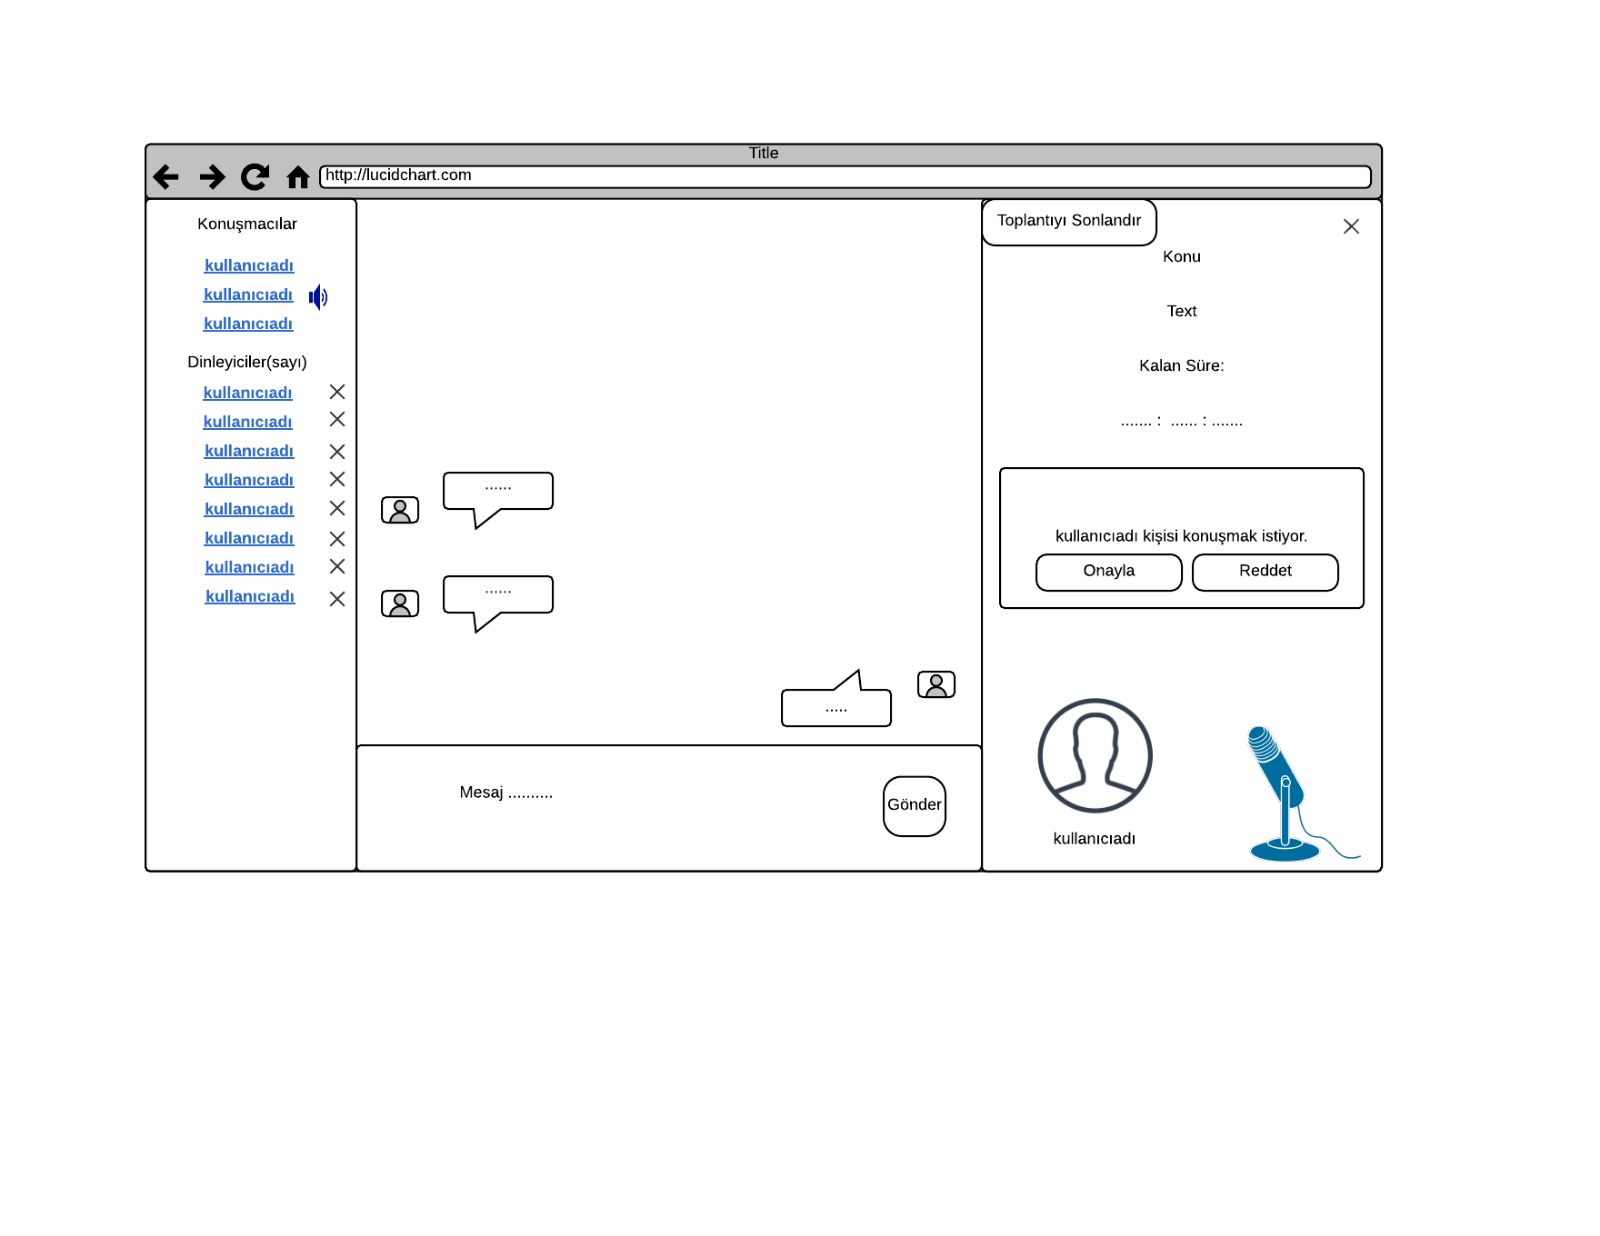 Title
http://lucidchart.com
Konuşmacılar
kullanıcıadı
kullanıcıadı
kullanıcıadı
Dinleyiciler(sayı)
kullanıcıadı
kullanıcıadı
kullanıcıadı
kullanıcıadı
kullanıcıadı
kullanıcıadı
kullanıcıadı
kullanıcıadı
......
......
.....
Mesaj ..........
Gönder
Toplantıyı Sonlandır
Konu
Text
Kalan Süre:
....... : ...... : .......
kullanıcıadı kişisi konuşmak istiyor.
Onayla
Reddet
kullanıcıadı